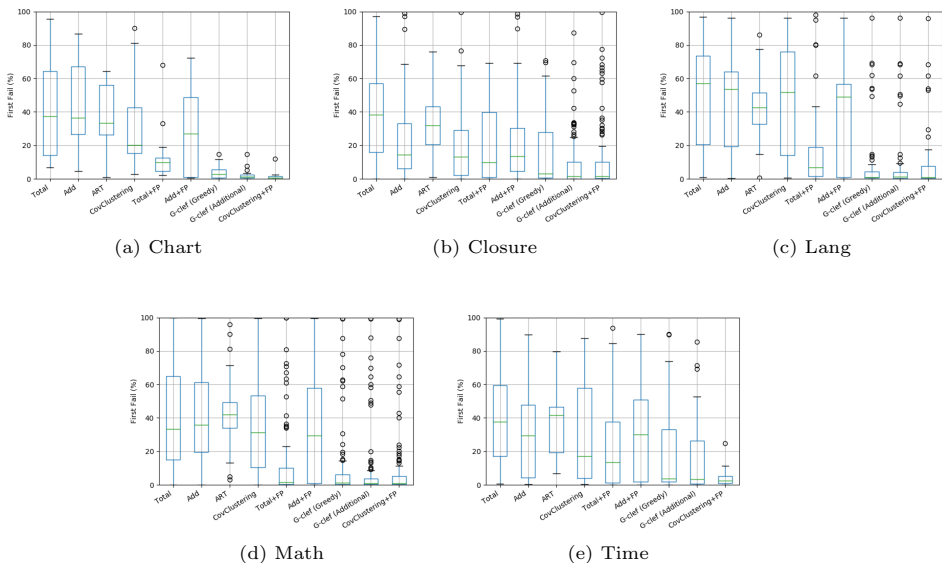 100
80
60
40
20
0
First Fail (%)
Total
Add
ART
CovClustering
Total+FP
Add+FP
G-clef (Greedy)
G-clef (Additional)
CovClustering+FP
(a) Chart
100
80
60
40
20
0
First Fail (%)
Total
Add
ART
CovClustering
Total+FP
Add+FP
G-clef (Greedy)
G-clef (Additional)
CovClustering+FP
(b) Closure
100
80
60
40
20
0
First Fail (%)
Total
Add
ART
CovClustering
Total+FP
Add+FP
G-clef (Greedy)
G-clef (Additional)
CovClustering+FP
(c) Lang
100
80
60
40
20
0
First Fail (%)
Total
Add
ART
CovClustering
Total+FP
Add+FP
G-clef (Greedy)
G-clef (Additional)
CovClustering+FP
(d) Math
100
80
60
40
20
0
First Fail (%)
Total
Add
ART
CovClustering
Total+FP
Add+FP
G-clef (Greedy)
G-clef (Additional)
CovClustering+FP
(e) Time